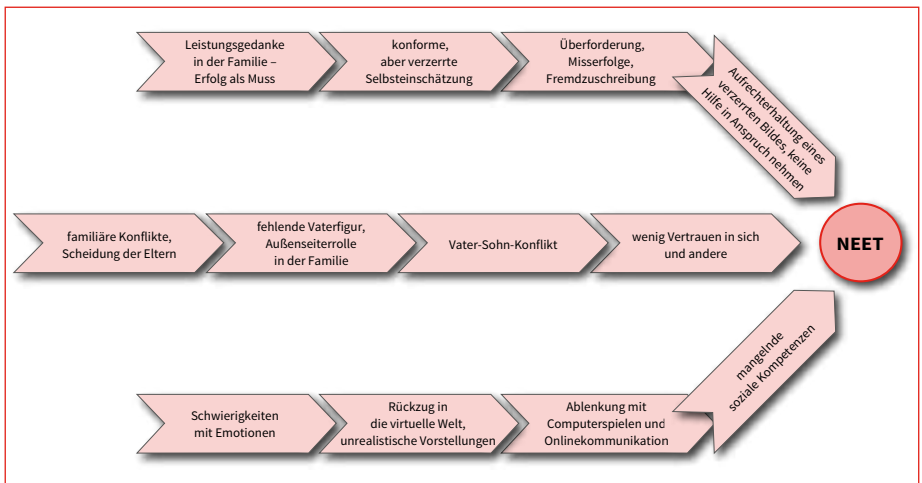 Leistungsgedanke
in der Familie –
Erfolg als Muss
konforme,
aber verzerrte
Selbsteinschätzung
Überforderung,
Misserfolge,
Fremdzuschreibung
Aufrechterhaltung eines
verzerrten Bildes, keine
Hilfe in Anspruch nehmen
familiäre Konflikte,
Scheidung der Eltern
fehlende Vaterfigur,
Außenseiterrolle
in der Familie
Vater-Sohn-Konflikt
wenig Vertrauen in sich
und andere
NEET
Schwierigkeiten
mit Emotionen
Rückzug in
die virtuelle Welt,
unrealistische Vorstellungen
Ablenkung mit
Computerspielen und
Onlinekommunikation
mangelnde
soziale Kompetenzen